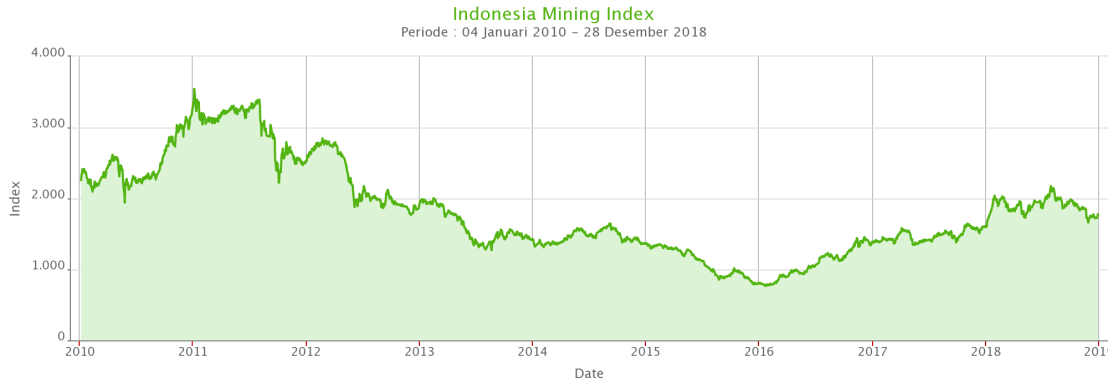 Indonesia Mining Index
Periode : 04 Januari 2010 - 28 Desember 2018
4.000
3.000
2.000
1.000
0
Index
2010 2011 2012 2013 2014 2015 2016 2017 2018 2019
Date